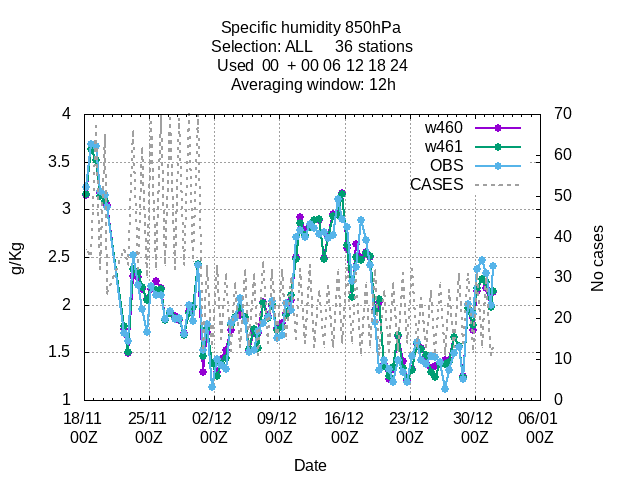 Specific humidity 850hPa
Selection: ALL     36 stations
Used  00  + 00 06 12 18 24
Averaging window: 12h
w460
w461
OBS
CASES
4
3.5
3
2.5
2
1.5
1
g/Kg
70
60
50
40
30
20
10
0
No cases
18/11 25/11 02/12 09/12 16/12 23/12 30/12 06/01
00Z 00Z 00Z 00Z 00Z 00Z 00Z 00Z
Date